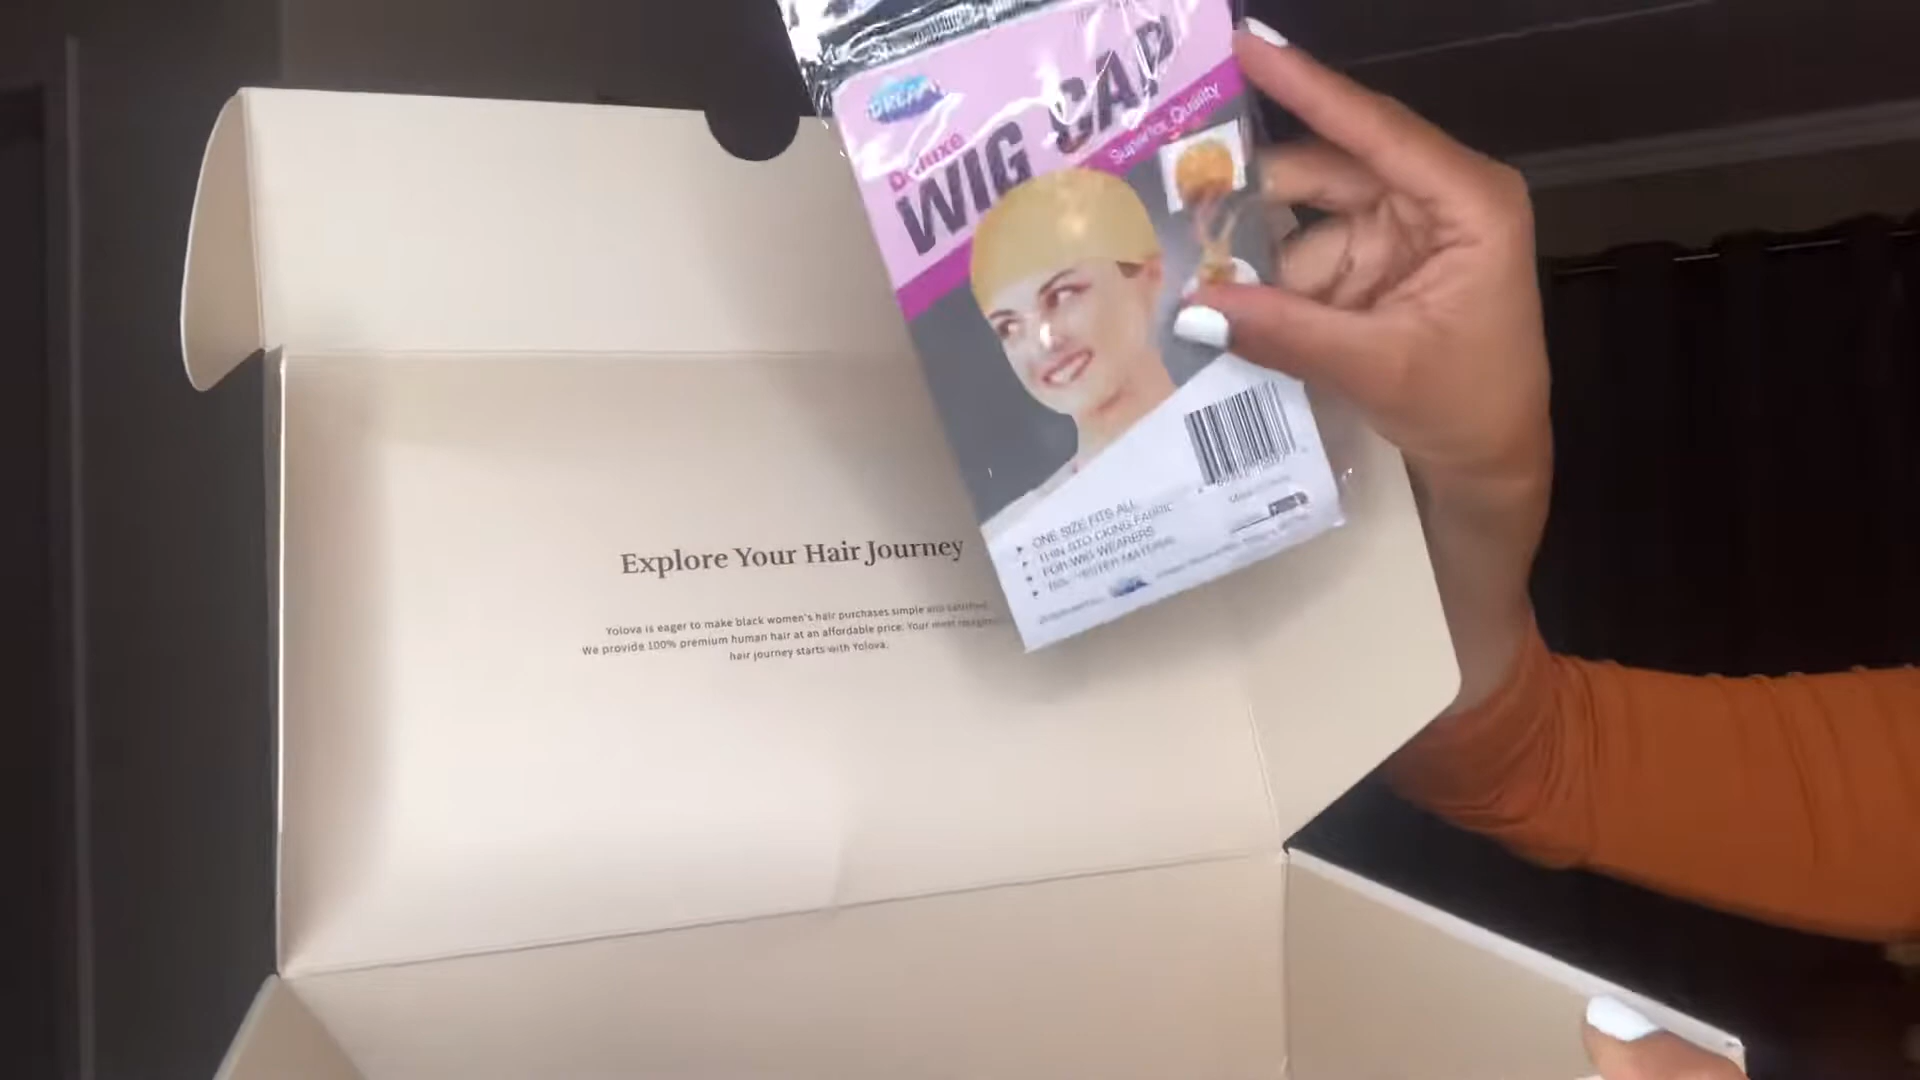 DREAM
Deluxe
WIG CAP
Superior Quality
ONE SIZE FITS ALL
THIN STOCKING FABRIC
FOR WIG WEARERS
Explore Your Hair Journey
Yolova is eager to make black women's hair purchases simple and satisfied.
We provide 100% premium human hair at an affordable price. Your most
hair journey starts with Yolova.